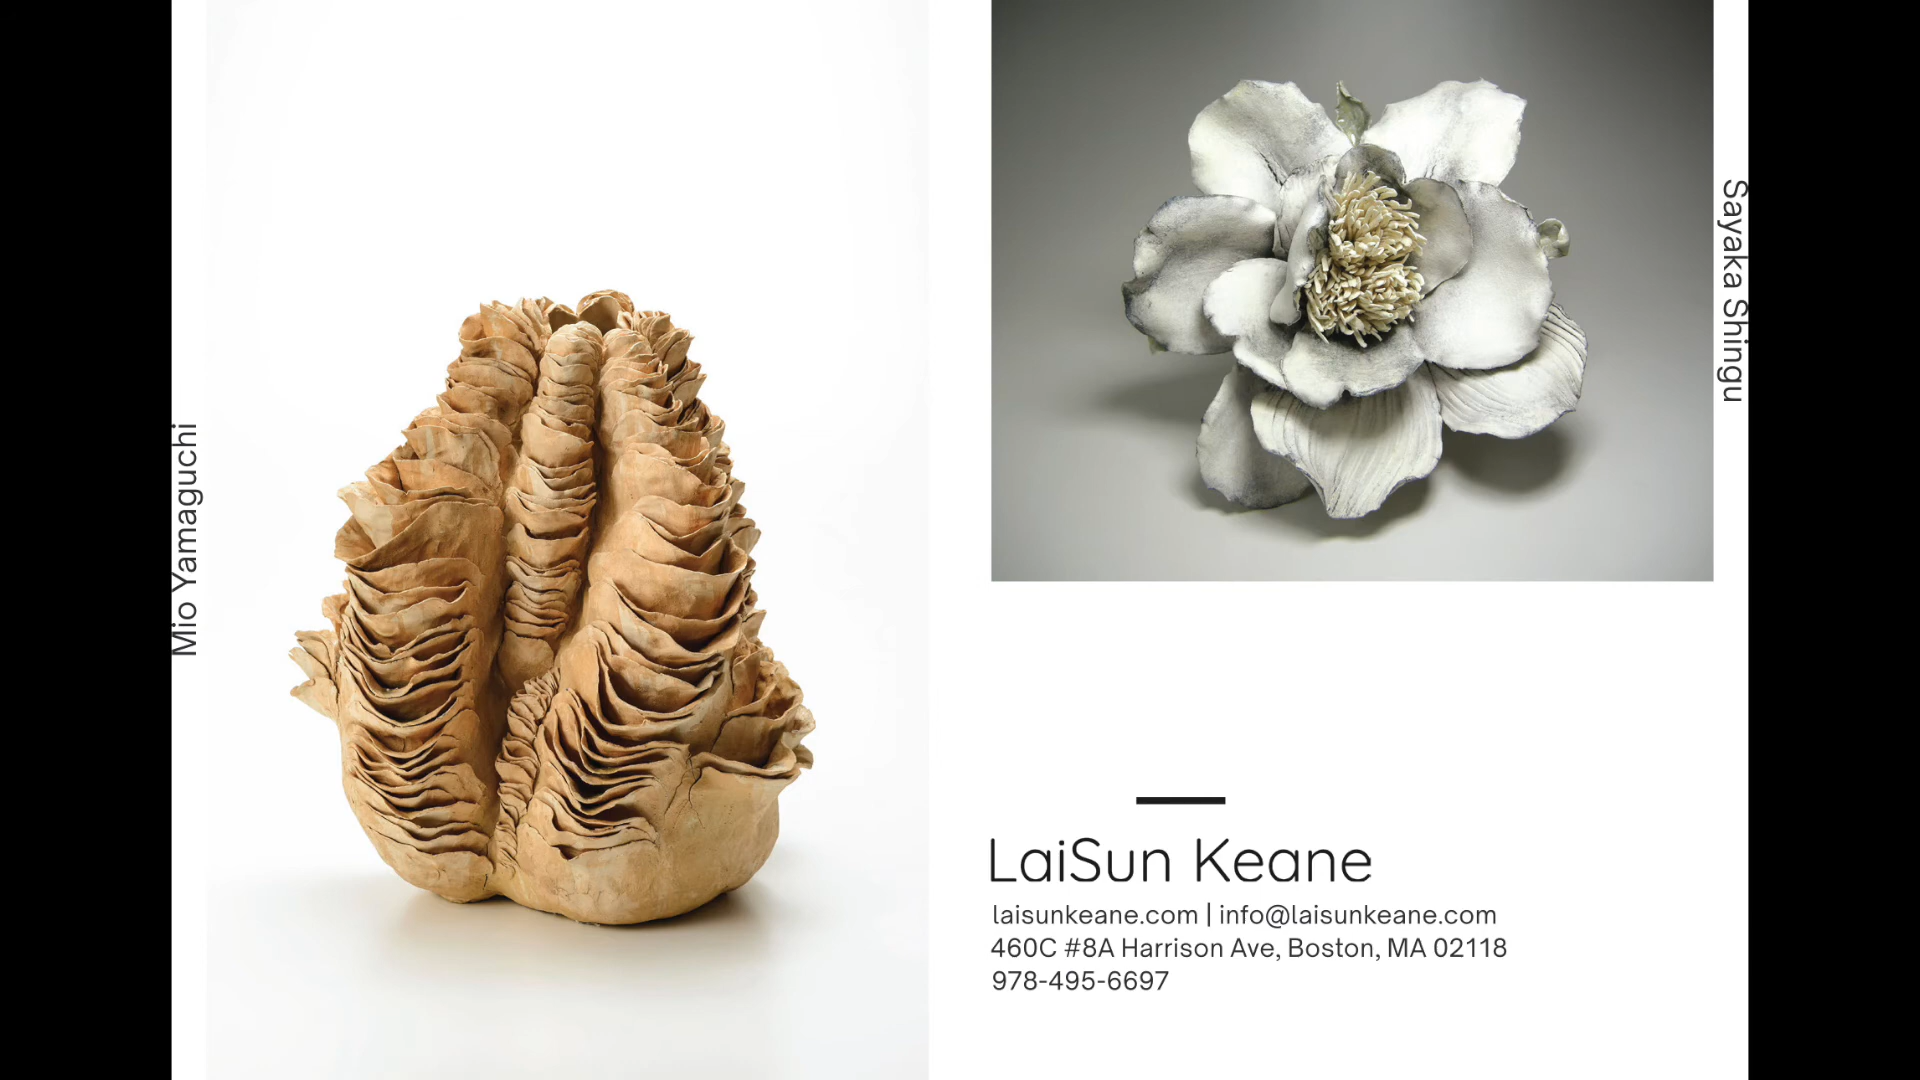 Mio Yamaguchi
Sayaka Shingu
LaiSun Keane
laisunkeane.com | info@laisunkeane.com
460C #8A Harrison Ave, Boston, MA 02118
978-495-6697